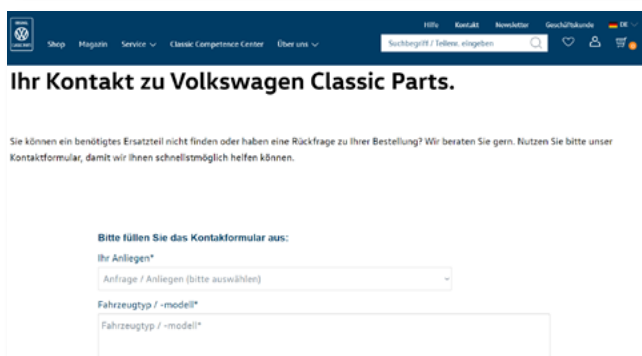 Hilfe Kontakt Newsletter Geschäftskunde DE
Shop Magazin Service Classic Competence Center Über uns Suchbegriff / Teilenr. eingeben
Ihr Kontakt zu Volkswagen Classic Parts.
Sie können ein benötigtes Ersatzteil nicht finden oder haben eine Rückfrage zu Ihrer Bestellung? Wir beraten Sie gern. Nutzen Sie bitte unser
Kontaktformular, damit wir Ihnen schnellstmöglich helfen können.
Bitte füllen Sie das Kontakformular aus:
Ihr Anliegen*
Anfrage / Anliegen (bitte auswählen)
Fahrzeugtyp / -modell*
Fahrzeugtyp / -modell*